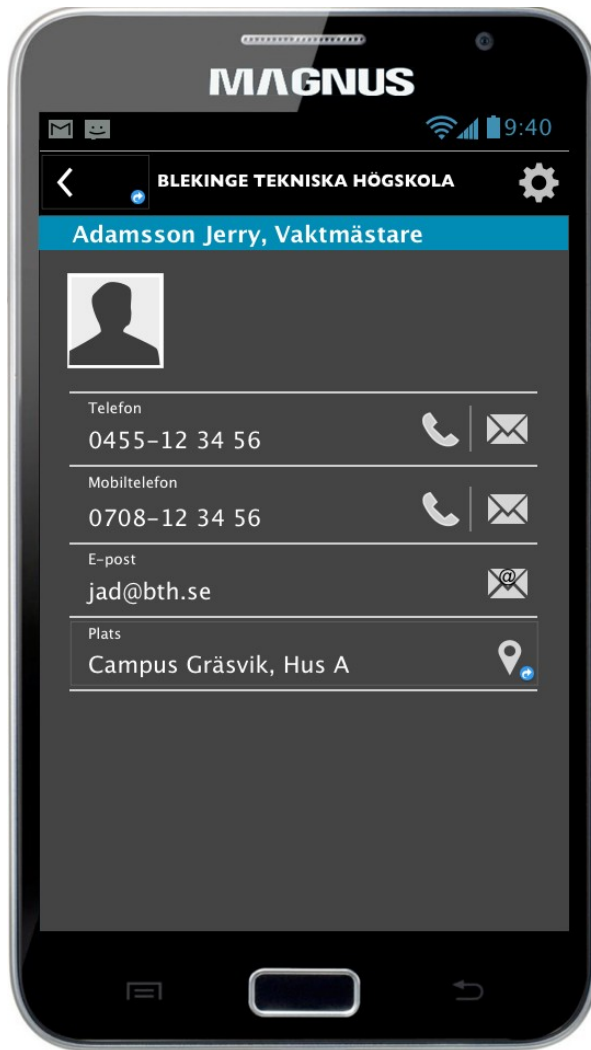 MAGNUS
9:40
BLEKINGE TEKNISKA HÖGSKOLA
Adamsson Jerry, Vaktmästare
Telefon
0455-12 34 56
Mobiltelefon
0708-12 34 56
E-post
jad@bth.se
Plats
Campus Gräsvik, Hus A